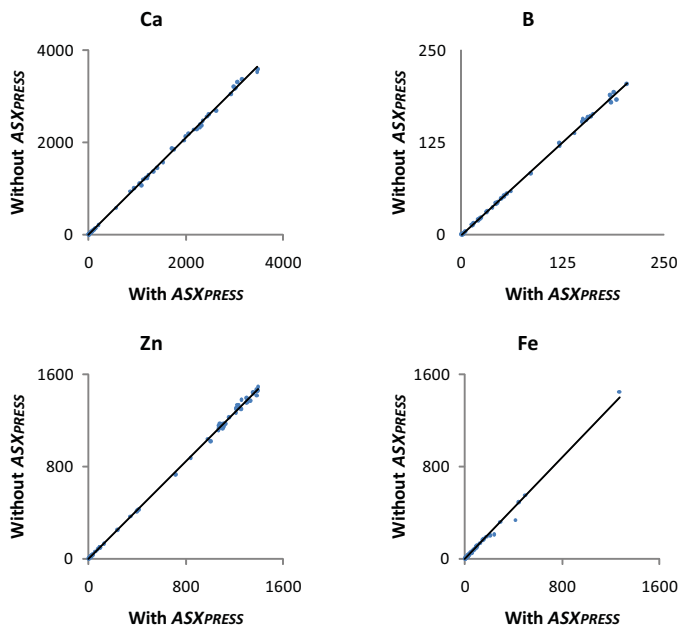 Ca
4000
2000
0
0
2000
4000
Without ASXPRESS
With ASXPRESS
B
250
125
0
0
125
250
Without ASXPRESS
With ASXPRESS
Zn
1600
800
0
0
800
1600
Without ASXPRESS
With ASXPRESS
Fe
1600
800
0
0
800
1600
Without ASXPRESS
With ASXPRESS